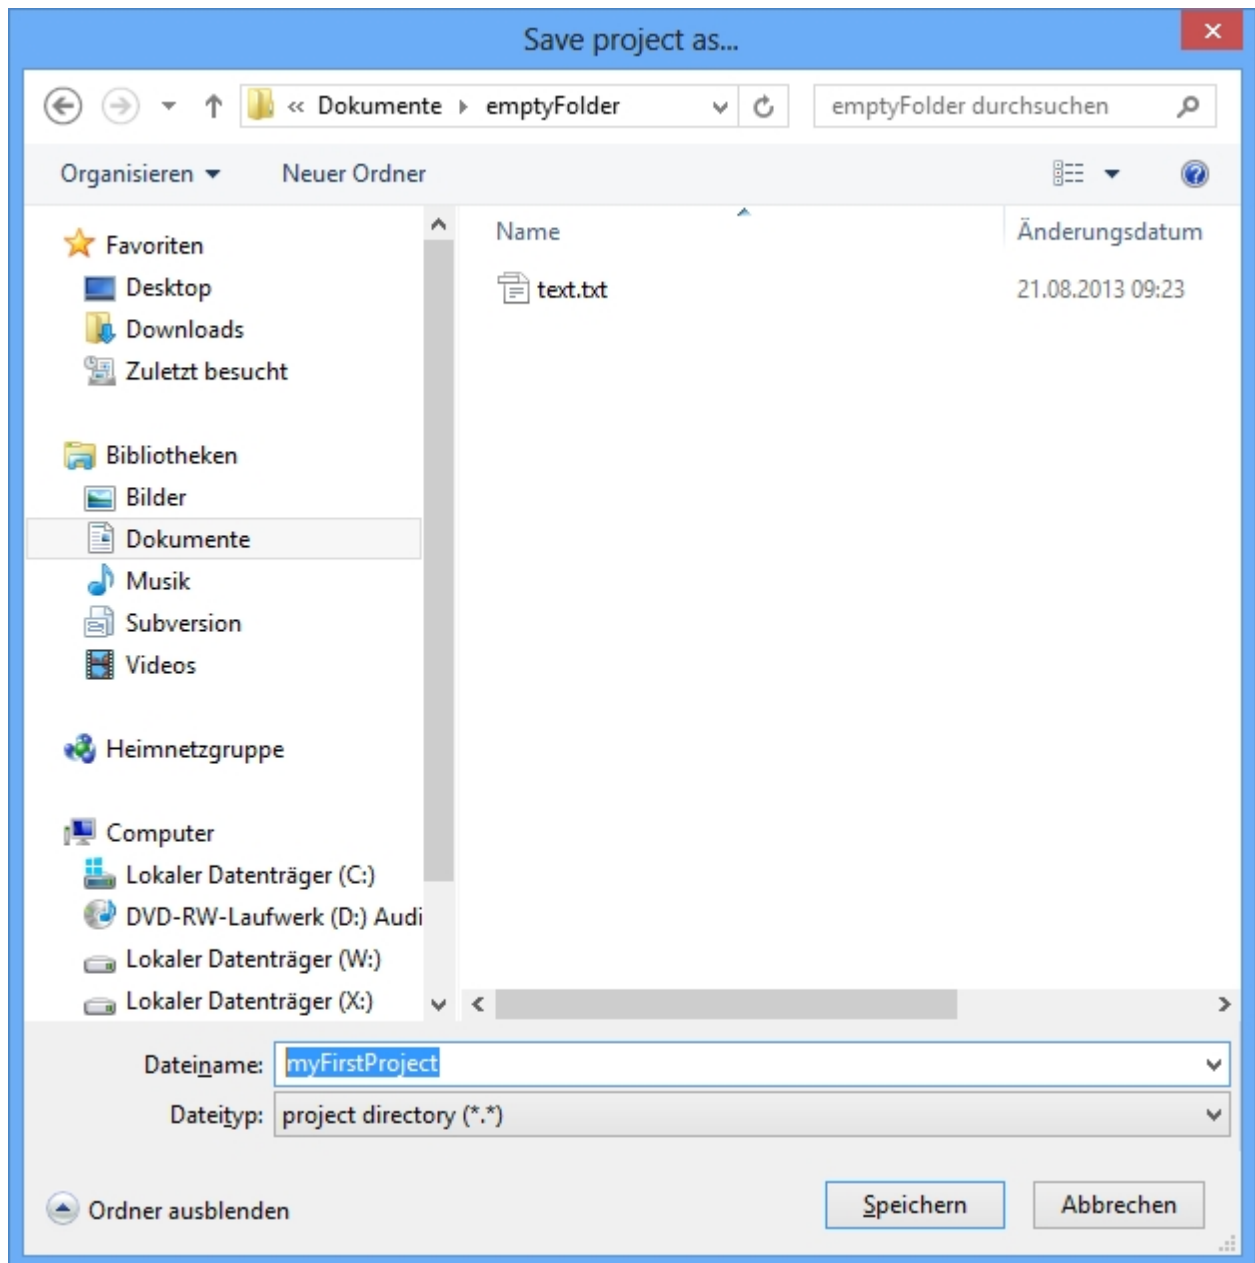 Save project as...
« Dokumente emptyFolder
emptyFolder durchsuchen
Organisieren Neuer Ordner
Favoriten
Desktop
Downloads
Zuletzt besucht
Bibliotheken
Bilder
Dokumente
Musik
Subversion
Videos
Heimnetzgruppe
Computer
Lokaler Datenträger (C:)
DVD-RW-Laufwerk (D:) Audi
Lokaler Datenträger (W:)
Lokaler Datenträger (X:)
Name Änderungsdatum
text.txt 21.08.2013 09:23
Dateiname: myFirstProject
Dateityp: project directory (*.*)
Ordner ausblenden
Speichern Abbrechen